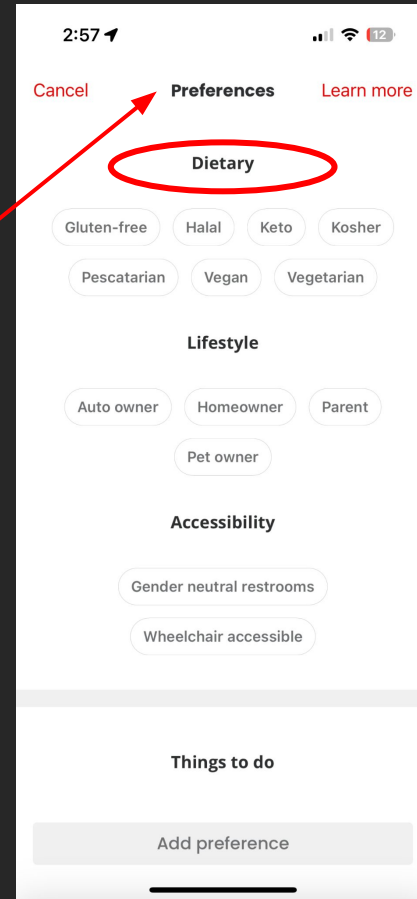 2:57
12
Cancel Preferences Learn more
Dietary
Gluten-free Halal Keto Kosher
Pescatarian Vegan Vegetarian
Lifestyle
Auto owner Homeowner Parent
Pet owner
Accessibility
Gender neutral restrooms
Wheelchair accessible
Things to do
Add preference